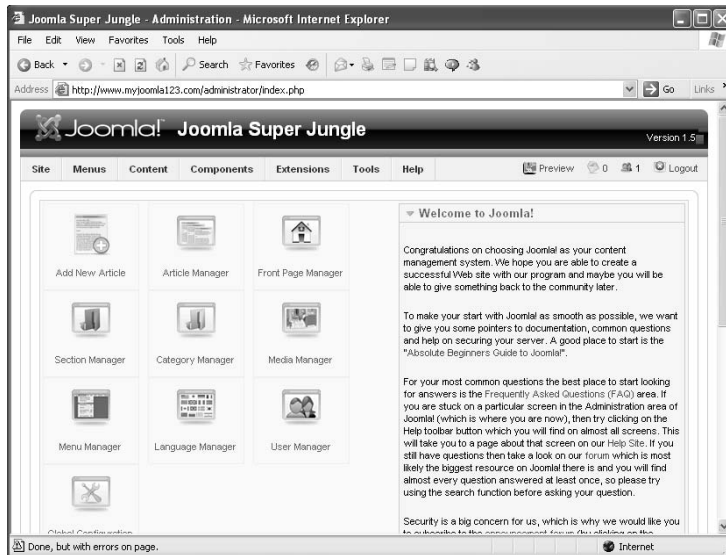 Joomla Super Jungle - Administration - Microsoft Internet Explorer
File Edit View Favorites Tools Help
Back Search Favorites
Address http://www.myjoomla123.com/administrator/index.php Go Links
Joomla! Joomla Super Jungle
Version 1.5
Site Menus Content Components Extensions Tools Help Preview 0 1 Logout
Add New Article Article Manager Front Page Manager
Section Manager Category Manager Media Manager
Menu Manager Language Manager User Manager
Global Configuration
Welcome to Joomla!
Congratulations on choosing Joomla! as your content
management system. We hope you are able to create a
successful Web site with our program and maybe you will be
able to give something back to the community later.
To make your start with Joomla! as smooth as possible, we want
to give you some pointers to documentation, common questions
and help on securing your server. A good place to start is the
"Absolute Beginners Guide to Joomla!".
For your most common questions the best place to start looking
for answers is the Frequently Asked Questions (FAQ) area. If
you are stuck on a particular screen in the Administration area of
Joomla! (which is where you are now), then try clicking on the
Help toolbar button which you will find on almost all screens. This
will take you to a page about that screen on our Help Site. If you
still have questions then take a look on our forum which is most
likely the biggest resource on Joomla! there is and you will find
almost every question answered at least once, so please try
using the search function before asking your question.
Security is a big concern for us, which is why we would like you
to subscribe to the announcement forum (by clicking on the
Done, but with errors on page. Internet